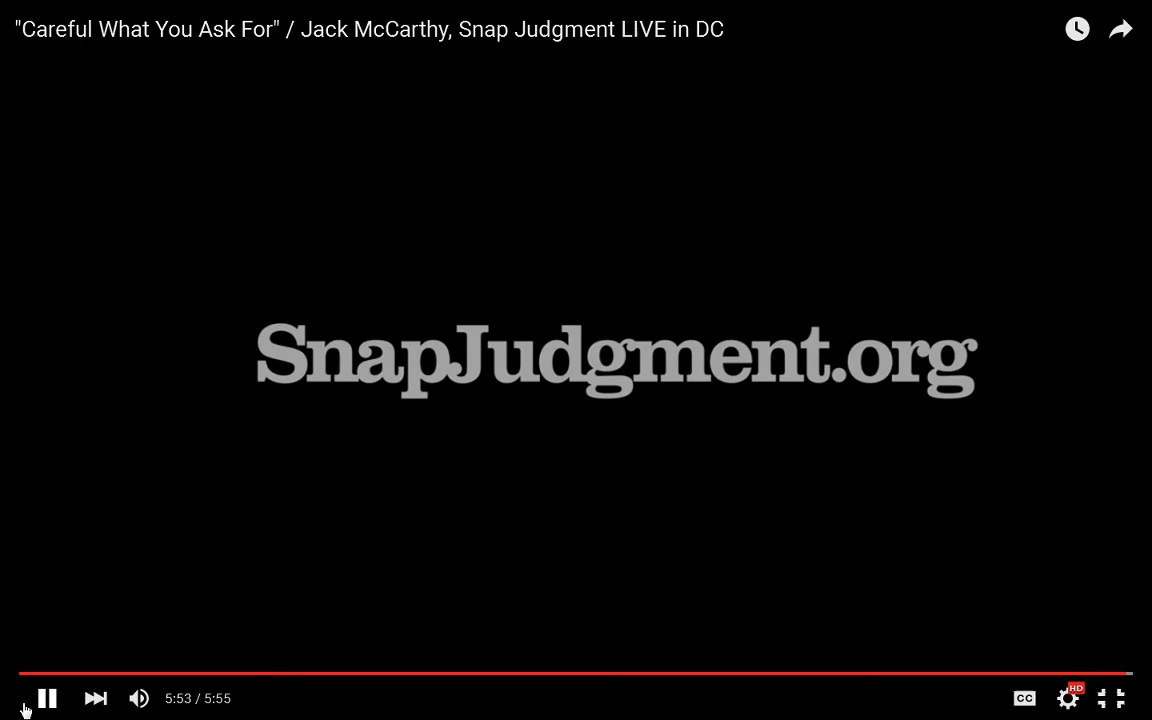 "Careful What You Ask For" / Jack McCarthy, Snap Judgment LIVE in DC
SnapJudgment.org
5:53 / 5:55
CC
HD